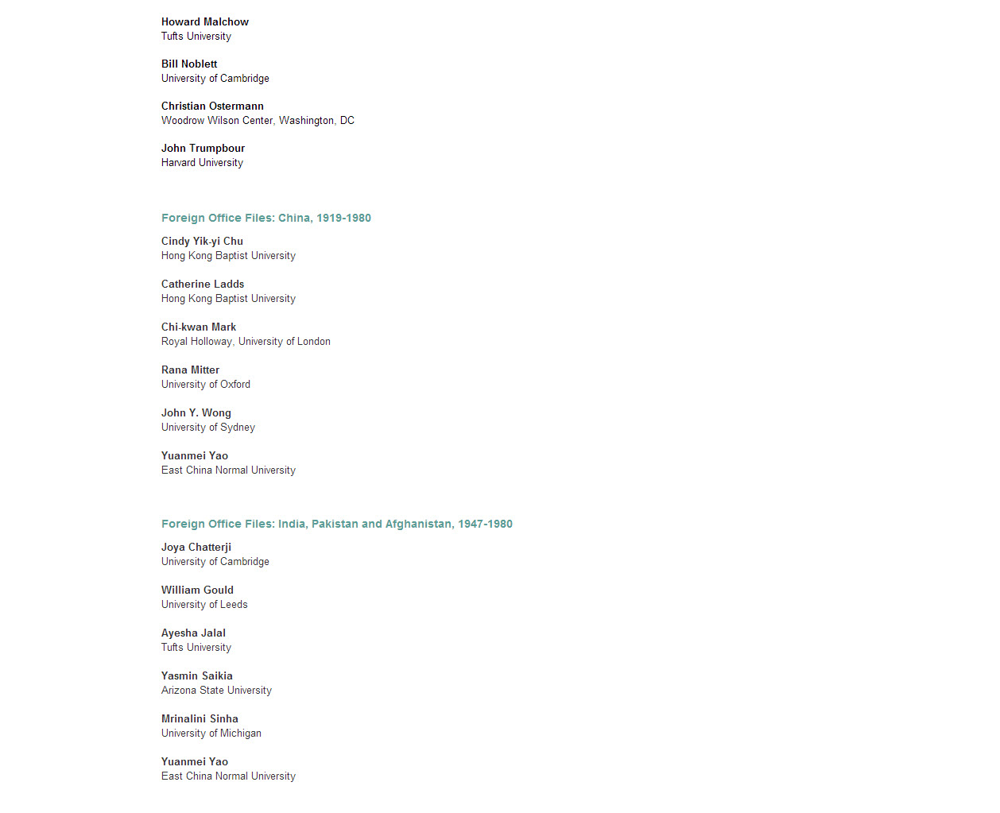 Howard Malchow
Tufts University
Bill Noblett
University of Cambridge
Christian Ostermann
Woodrow Wilson Center, Washington, DC
John Trumpbour
Harvard University
Foreign Office Files: China, 1919-1980
Cindy Yik-yi Chu
Hong Kong Baptist University
Catherine Ladds
Hong Kong Baptist University
Chi-kwan Mark
Royal Holloway, University of London
Rana Mitter
University of Oxford
John Y. Wong
University of Sydney
Yuanmei Yao
East China Normal University
Foreign Office Files: India, Pakistan and Afghanistan, 1947-1980
Joya Chatterji
University of Cambridge
William Gould
University of Leeds
Ayesha Jalal
Tufts University
Yasmin Saikia
Arizona State University
Mrinalini Sinha
University of Michigan
Yuanmei Yao
East China Normal University